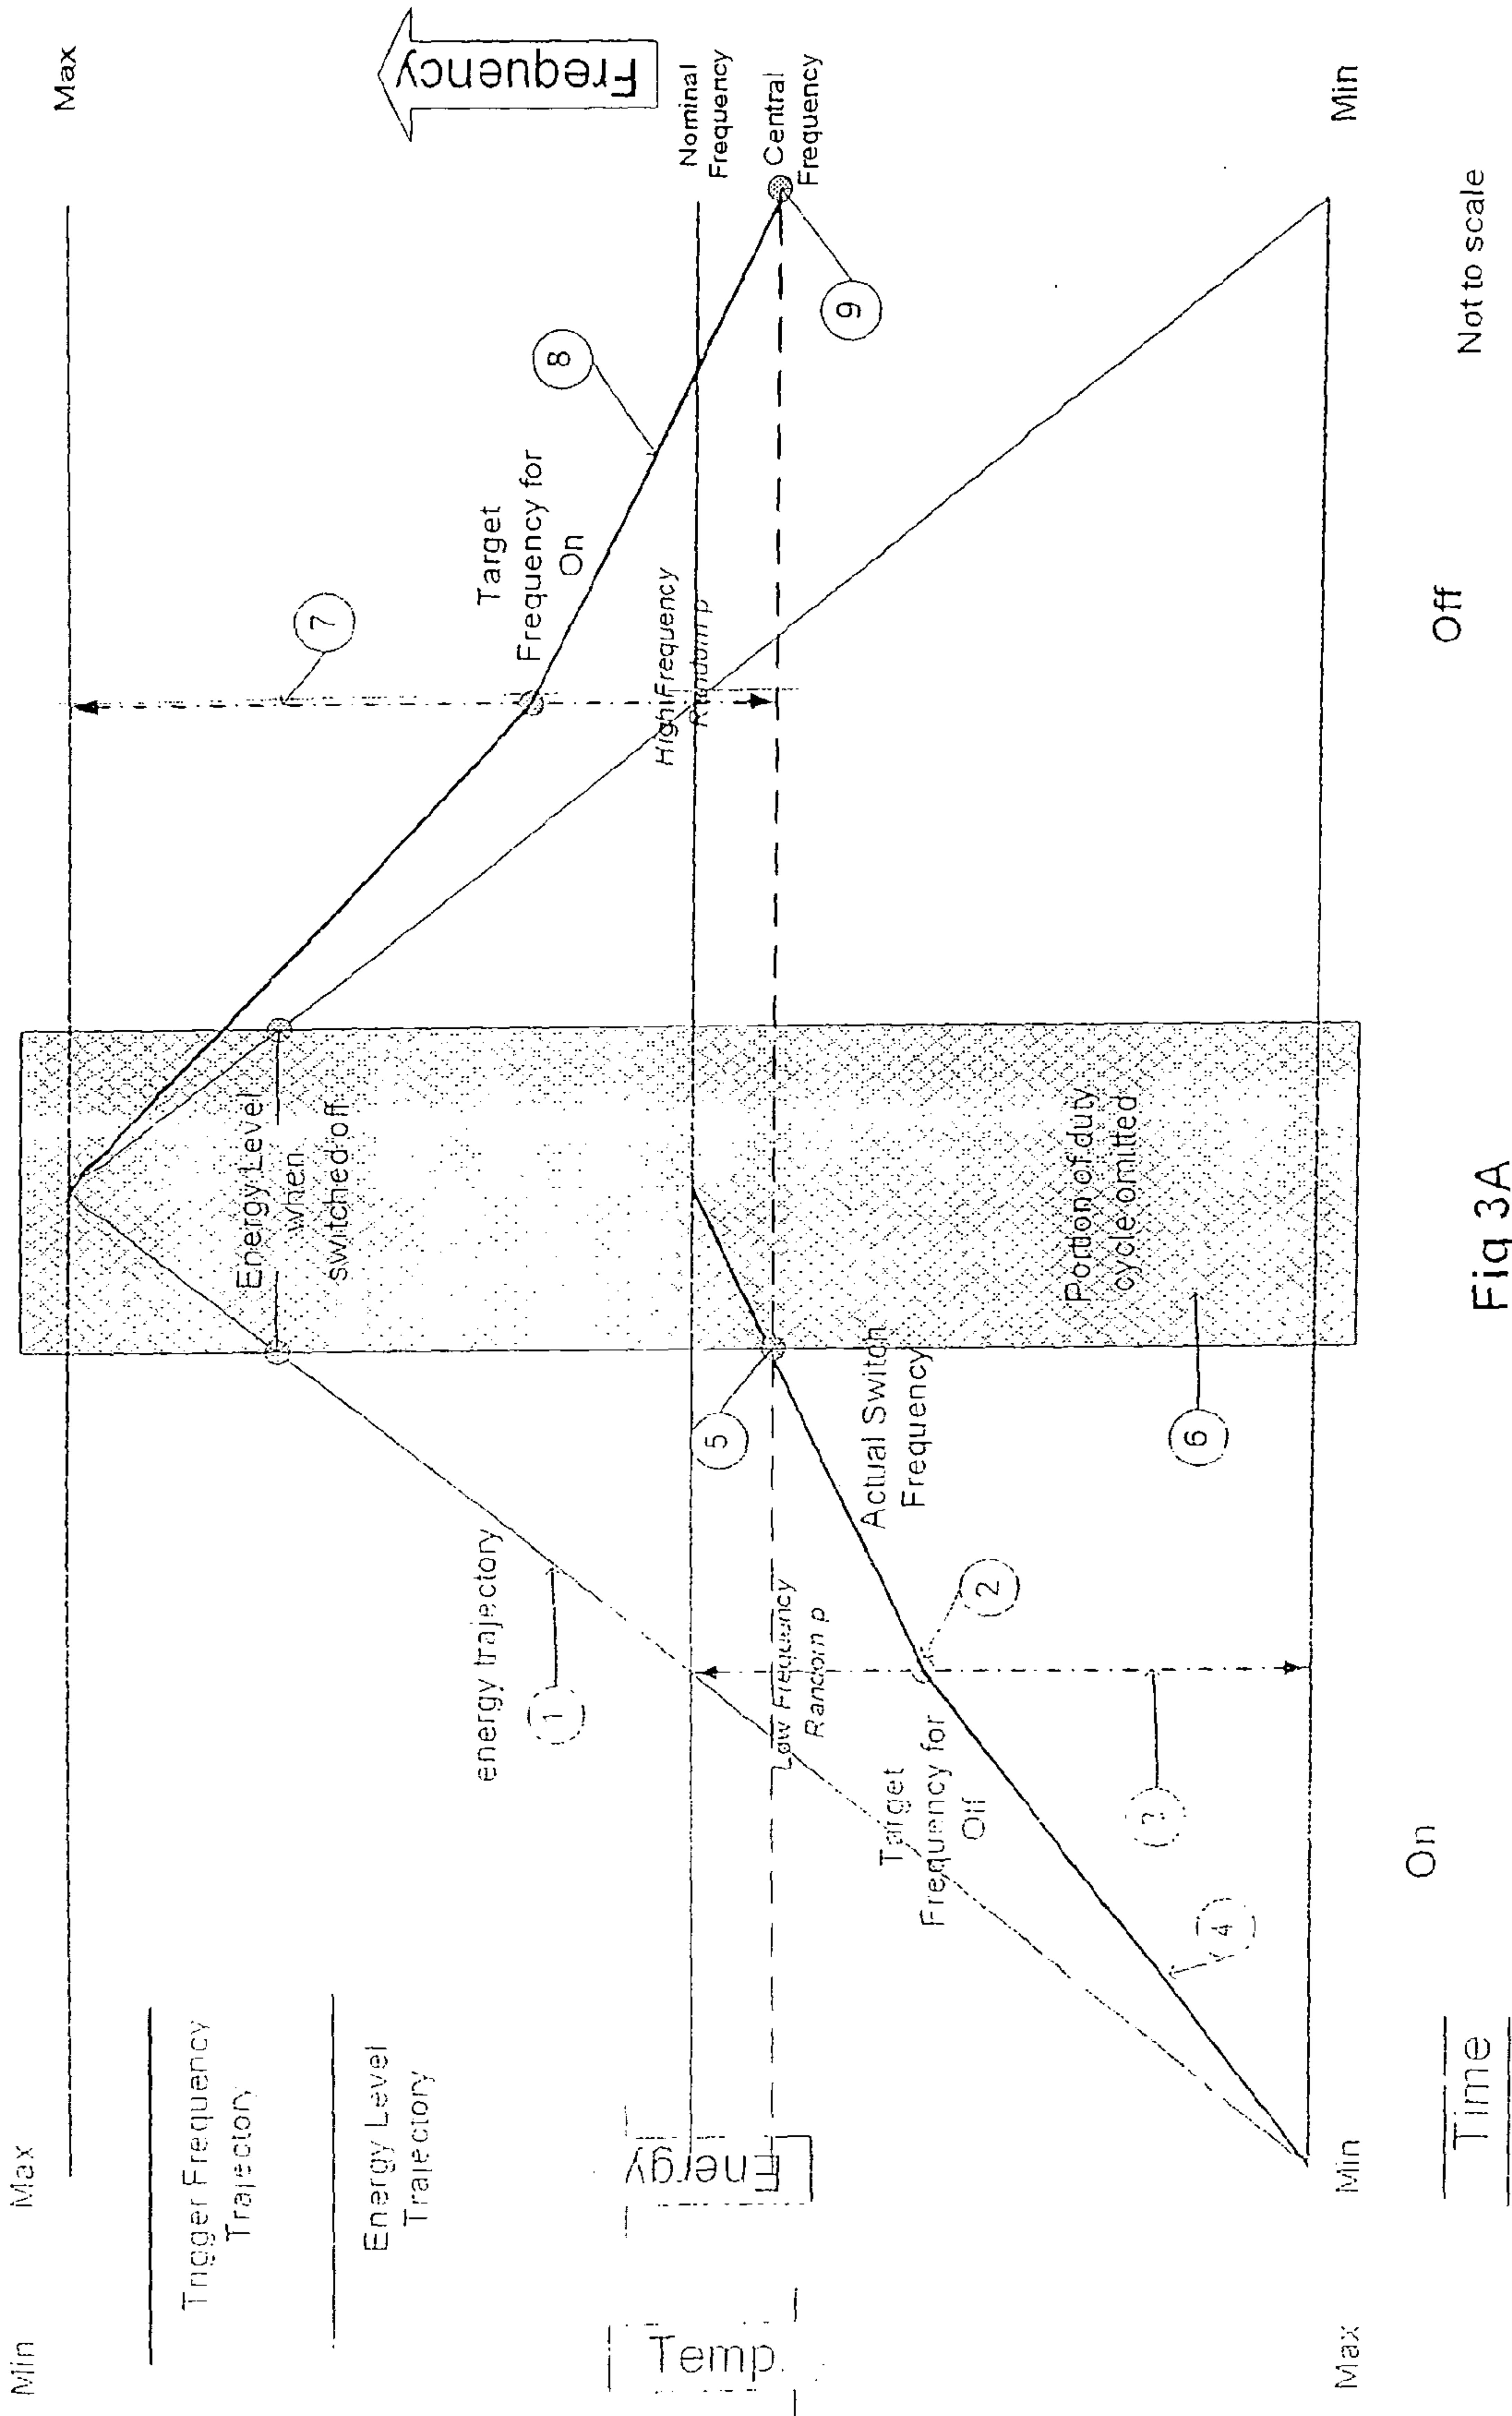 Min
Max
Max
Trigger Frequency
Trajectory
Energy Level
Trajectory
Temp
Energy
Frequency
energy trajectory
1
Energy Level
when
switched off
7
Target
Frequency for
On
8
High Frequency
Random p
Nominal
Frequency
Central
Frequency
9
Low Frequency
Random p
5
Actual Switch
Frequency
2
Target
Frequency for
Off
4
Portion of duty
cycle omitted
6
Max
Min
Min
On
Off
Time
Not to scale
Fig 3A